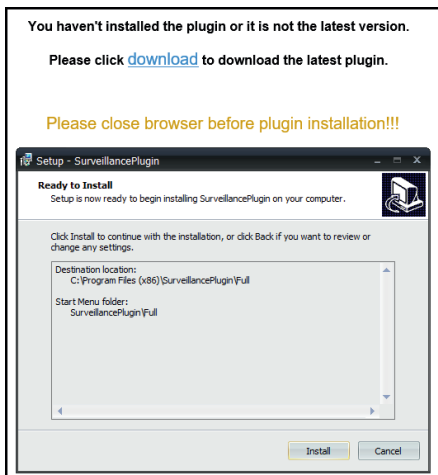 You haven't installed the plugin or it is not the latest version.
Please click download to download the latest plugin.
Please close browser before plugin installation!!!
Setup - SurveillancePlugin
Ready to Install
Setup is now ready to begin installing SurveillancePlugin on your computer.
Click Install to continue with the installation, or click Back if you want to review or
change any settings.
Destination location:
C:\Program Files (x86)\SurveillancePlugin\Full
Start Menu folder:
SurveillancePlugin\Full
Install
Cancel